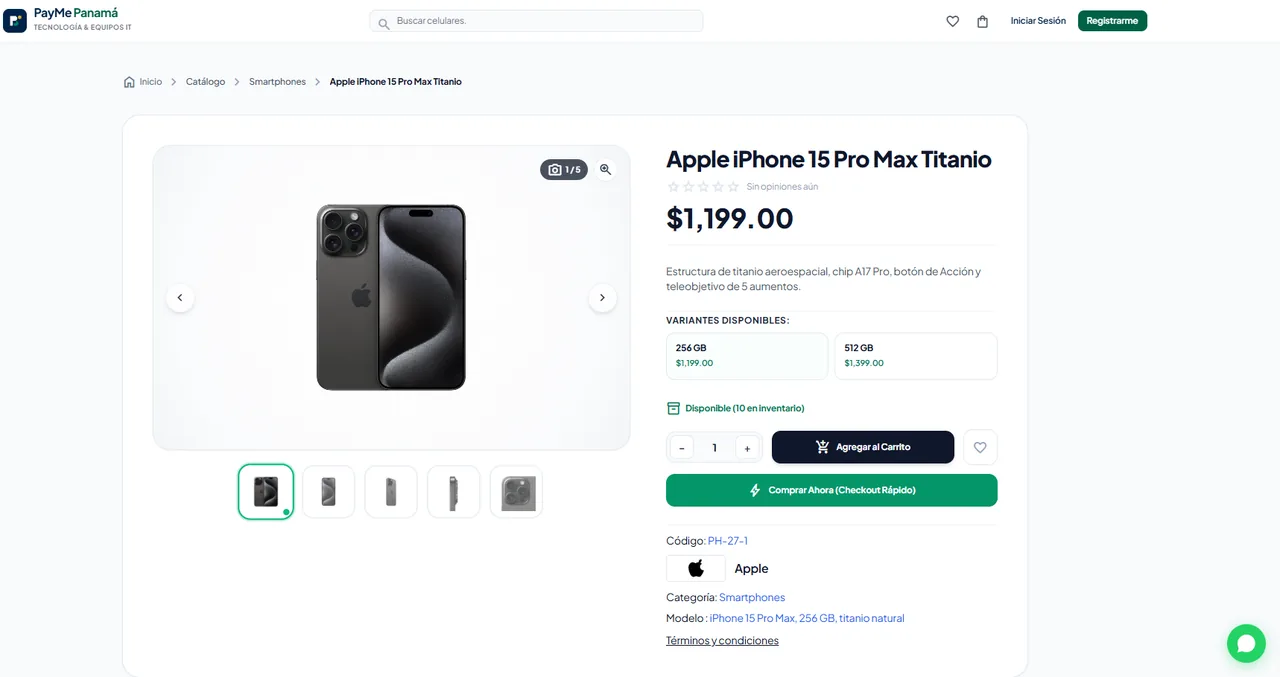 PayMe Panamá
TECNOLOGÍA & EQUIPOS IT
Buscar celulares.
Iniciar Sesión
Registrarme
Inicio > Catálogo > Smartphones > Apple iPhone 15 Pro Max Titanio
1 / 5
Apple iPhone 15 Pro Max Titanio
Sin opiniones aún
$1,199.00
Estructura de titanio aeroespacial, chip A17 Pro, botón de Acción y
teleobjetivo de 5 aumentos.
VARIANTES DISPONIBLES:
256 GB
$1,199.00
512 GB
$1,399.00
Disponible (10 en inventario)
- 1 +
Agregar al Carrito
Comprar Ahora (Checkout Rápido)
Código: PH-27-1
Apple
Categoría: Smartphones
Modelo : iPhone 15 Pro Max, 256 GB, titanio natural
Términos y condiciones